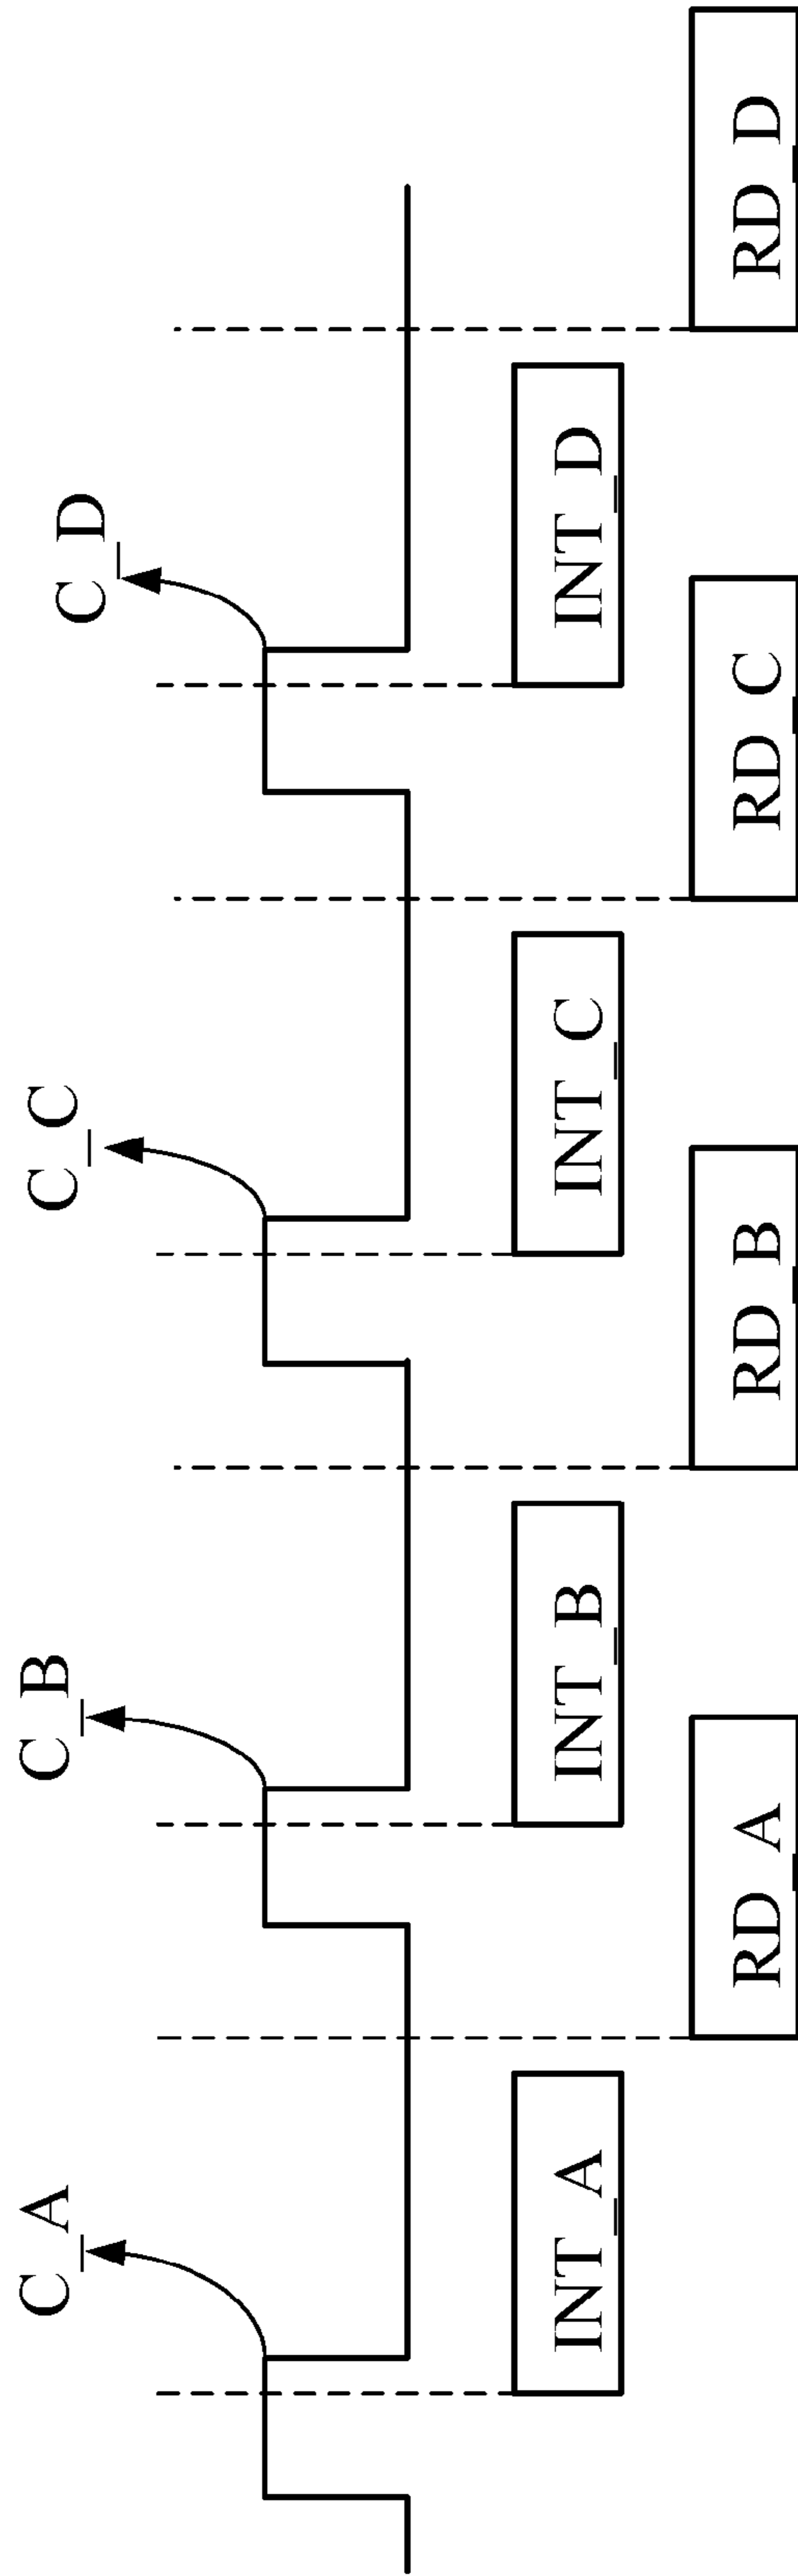 C_A
C_B
C_C
C_D
INT_A
INT_B
INT_C
INT_D
RD_A
RD_B
RD_C
RD_D